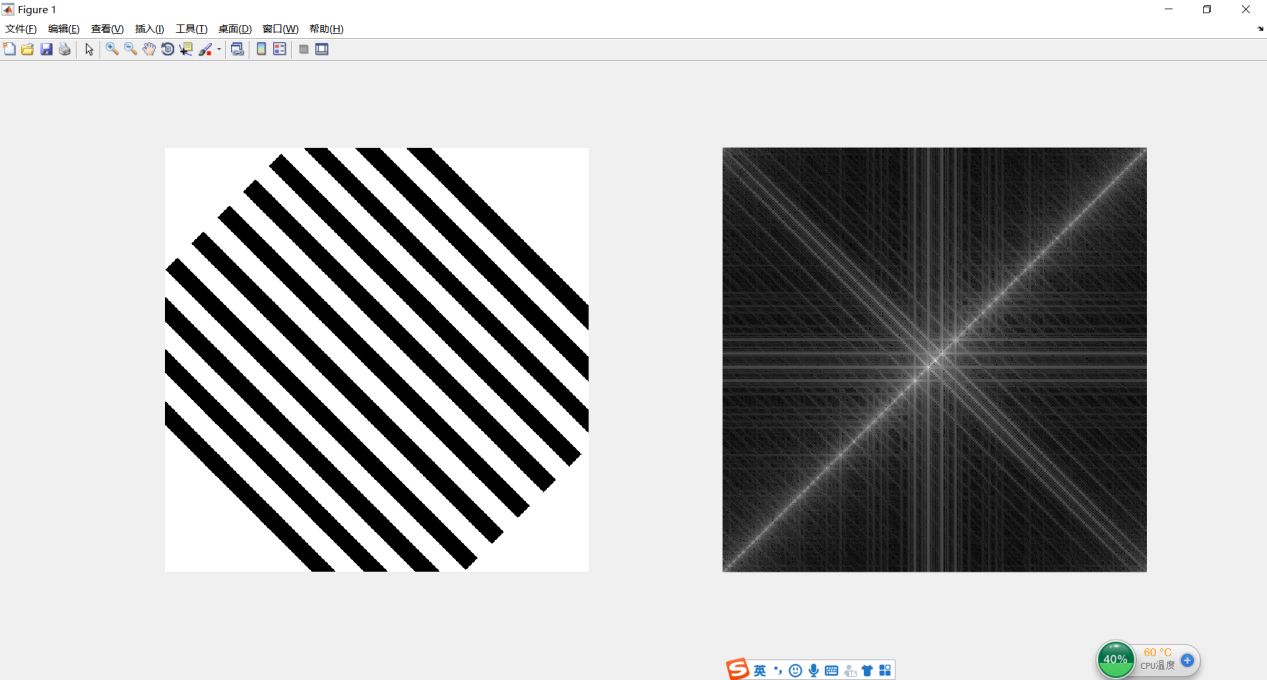 Figure 1
文件(F) 编辑(E) 查看(V) 插入(I) 工具(T) 桌面(D) 窗口(W) 帮助(H)
英
40%
60 ℃
CPU温度